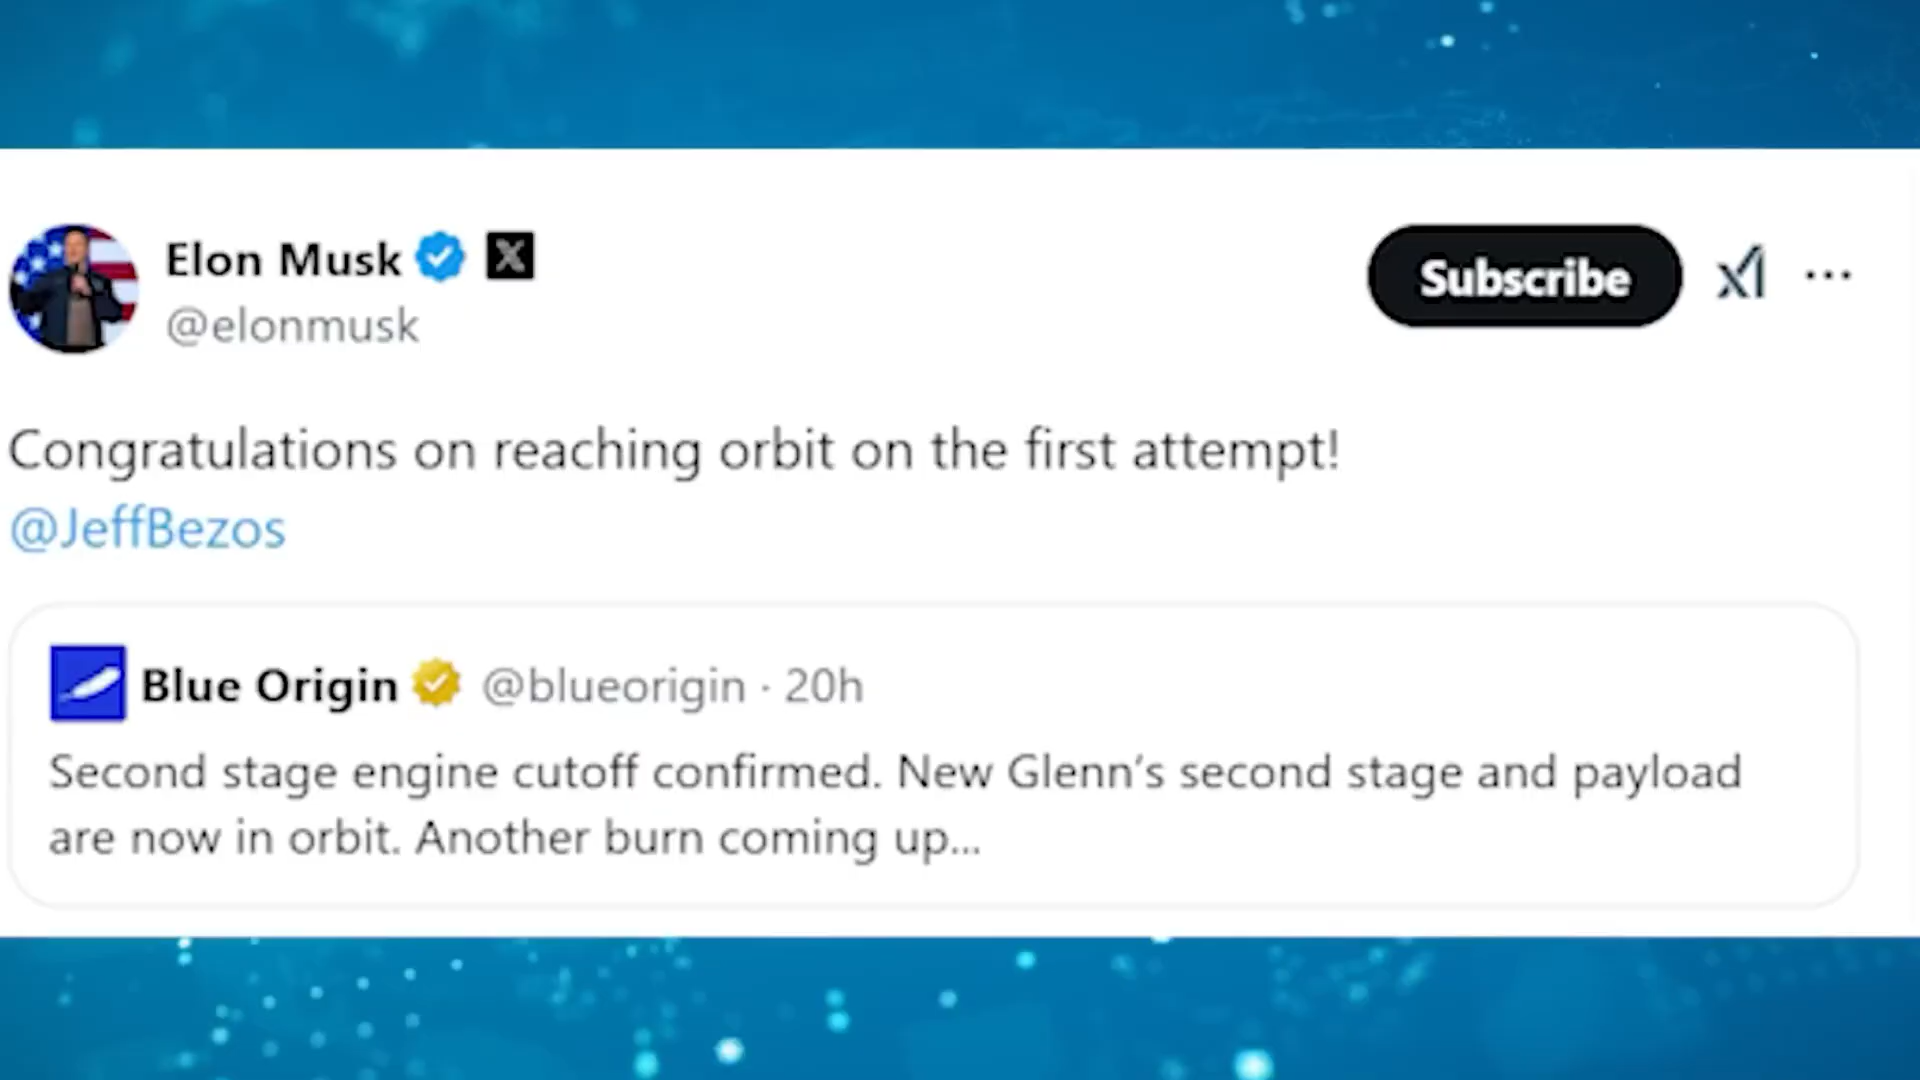 Elon Musk
@elonmusk
Subscribe
Congratulations on reaching orbit on the first attempt!
@JeffBezos
Blue Origin @blueorigin · 20h
Second stage engine cutoff confirmed. New Glenn’s second stage and payload
are now in orbit. Another burn coming up...